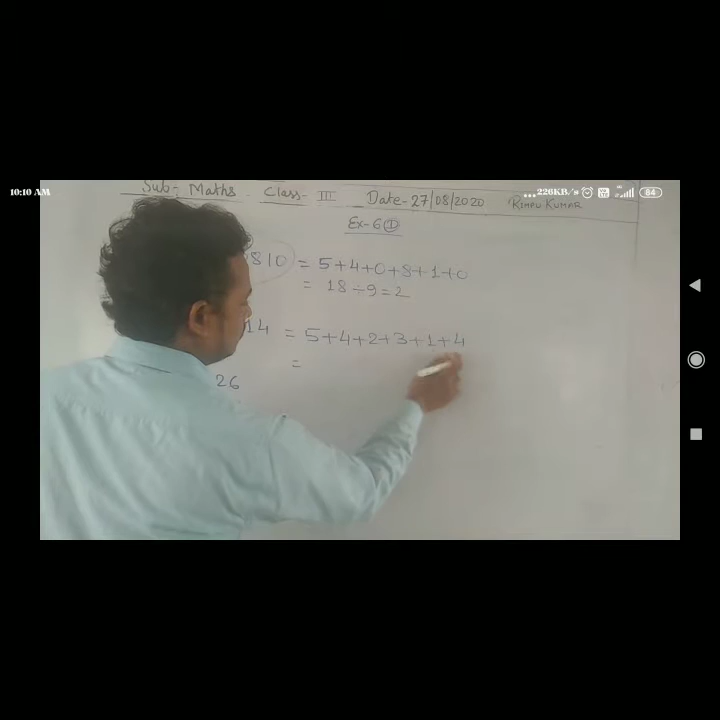 10:10 AM ...226KB/s 84
Sub:- Maths Class- III Date-27/08/2020 RIMPU KUMAR
Ex-6 D
810 = 5+4+0+8+1+0
= 18÷9=2
14 = 5+4+2+3+1+4
=
26